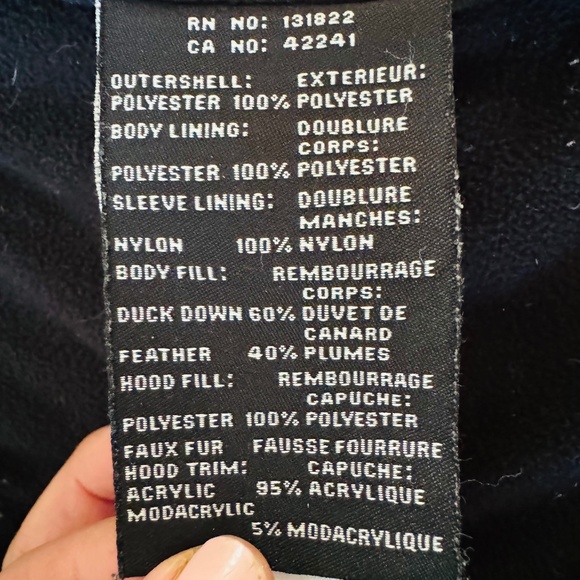 RN NO: 131822
CA NO: 42241
OUTERSHELL: EXTERIEUR:
POLYESTER 100% POLYESTER
BODY LINING: DOUBLURE
CORPS:
POLYESTER 100% POLYESTER
SLEEVE LINING: DOUBLURE
MANCHES:
NYLON 100% NYLON
BODY FILL: REMBOURRAGE
CORPS:
DUCK DOWN 60% DUVET DE
CANARD
FEATHER 40% PLUMES
HOOD FILL: REMBOURRAGE
CAPUCHE:
POLYESTER 100% POLYESTER
FAUX FUR FAUSSE FOURRURE
HOOD TRIM: CAPUCHE:
ACRYLIC 95% ACRYLIQUE
MODACRYLIC
5% MODACRYLIQUE